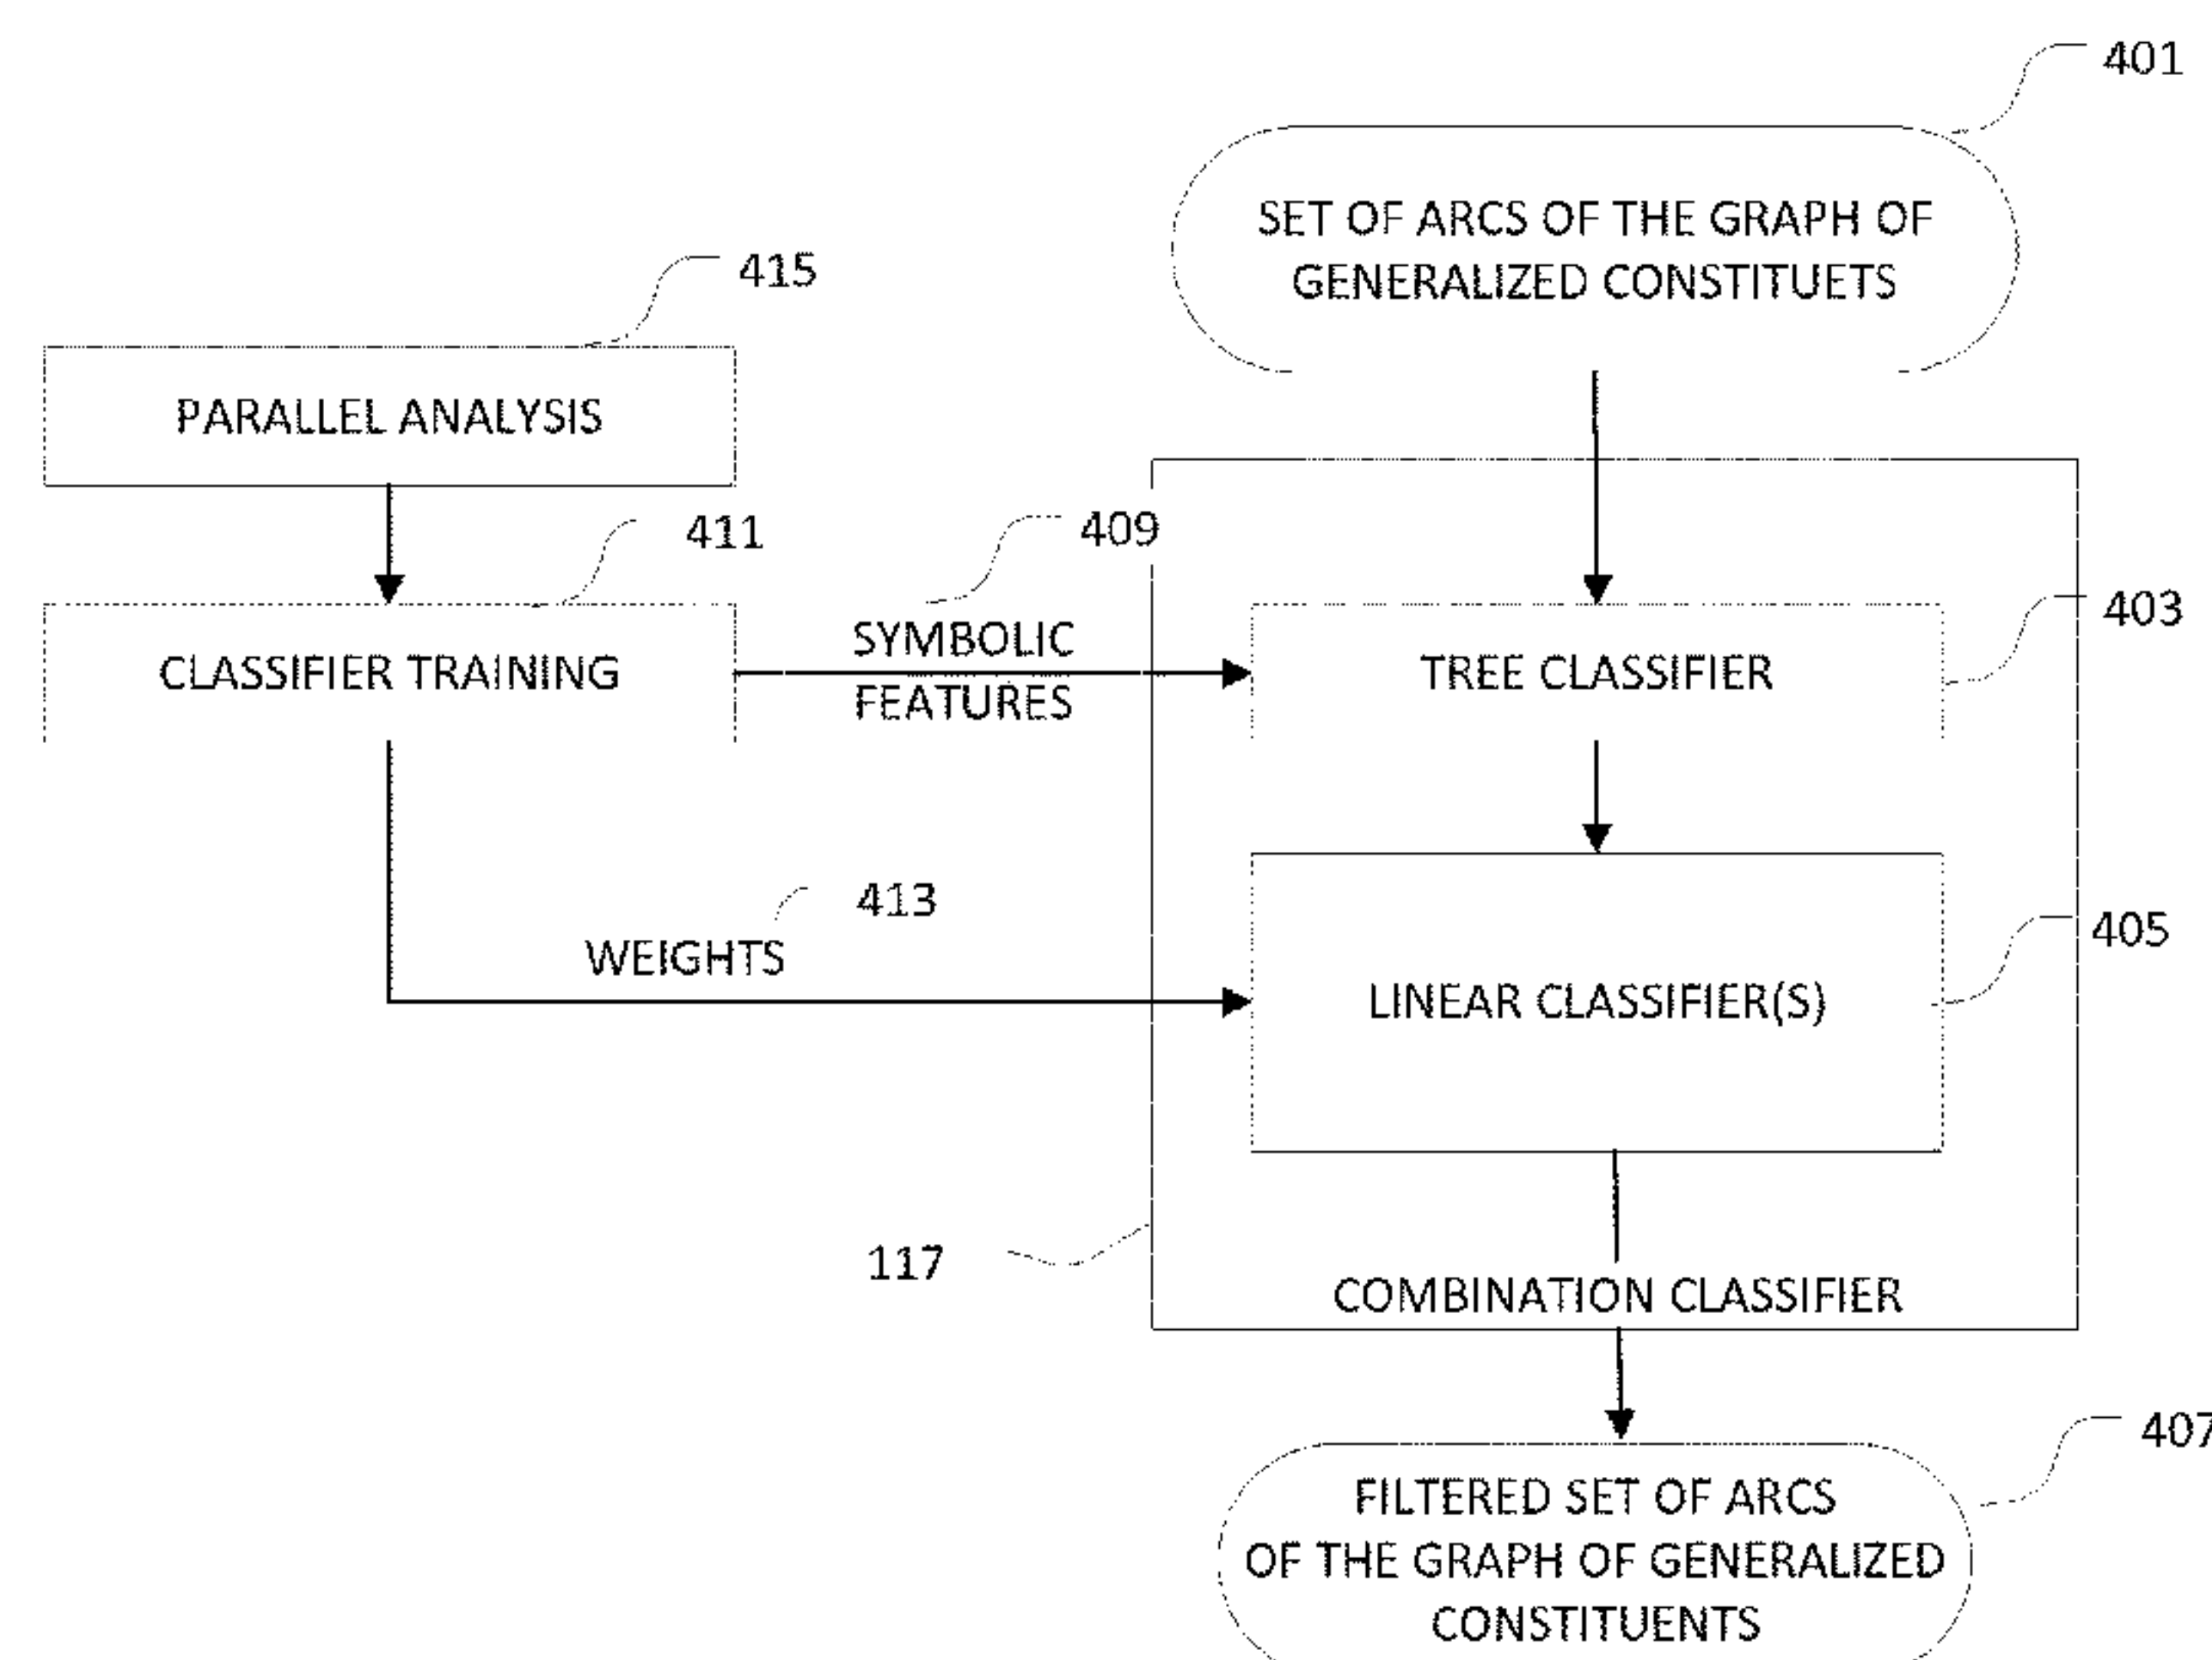 401
SET OF ARCS OF THE GRAPH OF
GENERALIZED CONSTITUETS
415
PARALLEL ANALYSIS
411
409
403
CLASSIFIER TRAINING
SYMBOLIC
FEATURES
TREE CLASSIFIER
413
WEIGHTS
405
LINEAR CLASSIFIER(S)
117
COMBINATION CLASSIFIER
407
FILTERED SET OF ARCS
OF THE GRAPH OF GENERALIZED
CONSTITUENTS